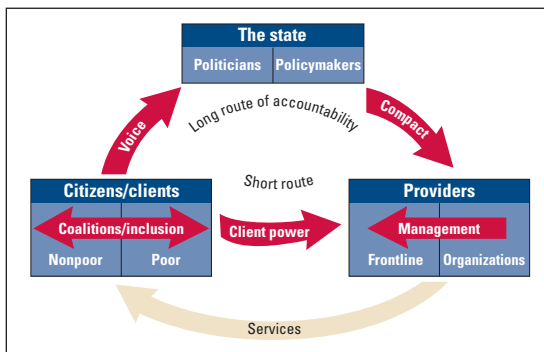 The state
Politicians Policymakers
Voice
Long route of accountability
Compact
Short route
Citizens/clients
Coalitions/inclusion
Nonpoor Poor
Client power
Providers
Management
Frontline Organizations
Services